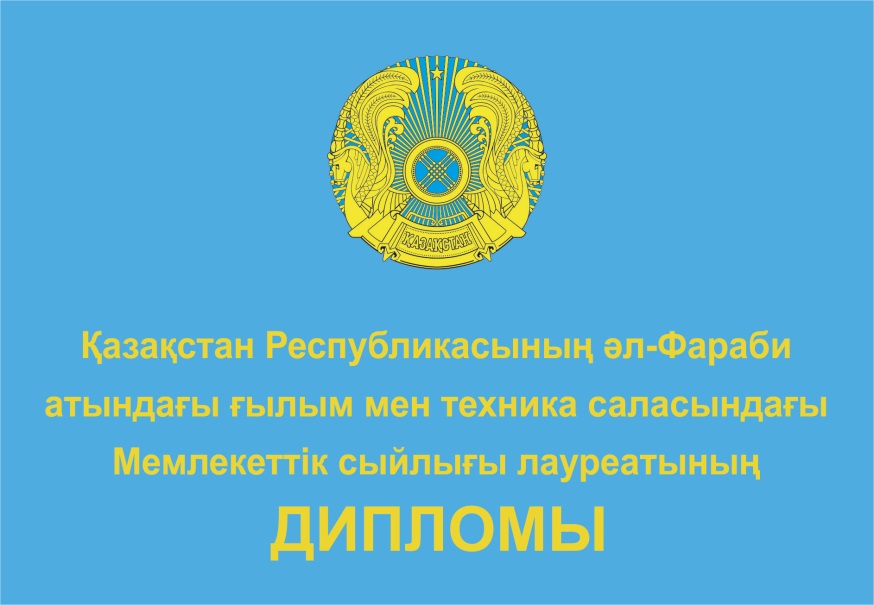 ҚАЗАҚСТАН
Қазақстан Республикасының әл-Фараби
атындағы ғылым мен техника саласындағы
Мемлекеттік сыйлығы лауреатының
ДИПЛОМЫ